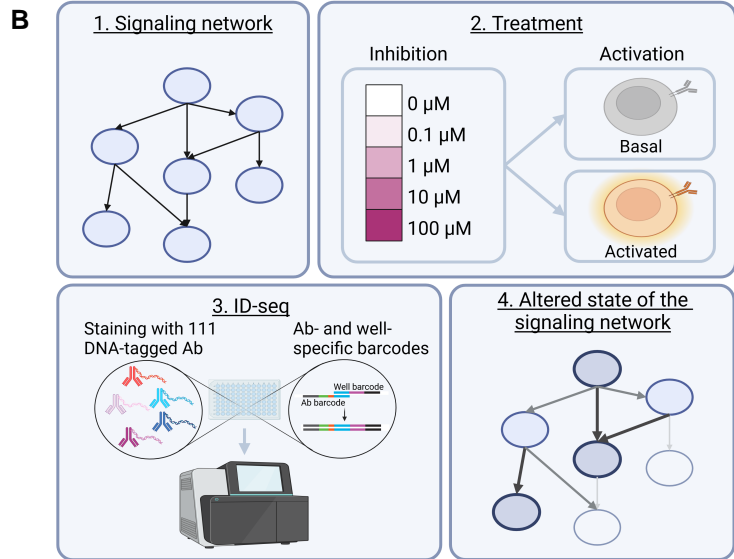 B
1. Signaling network
2. Treatment
Inhibition
Activation
0 µM
0.1 µM
1 µM
10 µM
100 µM
Basal
Activated
3. ID-seq
Staining with 111
DNA-tagged Ab
Ab- and well-
specific barcodes
Well barcode
Ab barcode
4. Altered state of the
signaling network